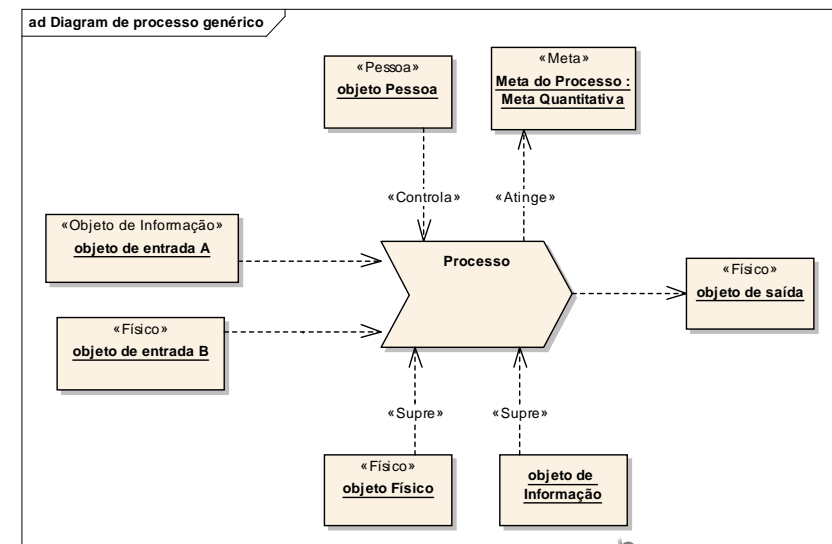 ad Diagram de processo genérico
«Pessoa»
objeto Pessoa
«Meta»
Meta do Processo :
Meta Quantitativa
«Controla»
«Atinge»
«Objeto de Informação»
objeto de entrada A
Processo
«Físico»
objeto de saída
«Físico»
objeto de entrada B
«Supre»
«Supre»
«Físico»
objeto Físico
objeto de
Informação